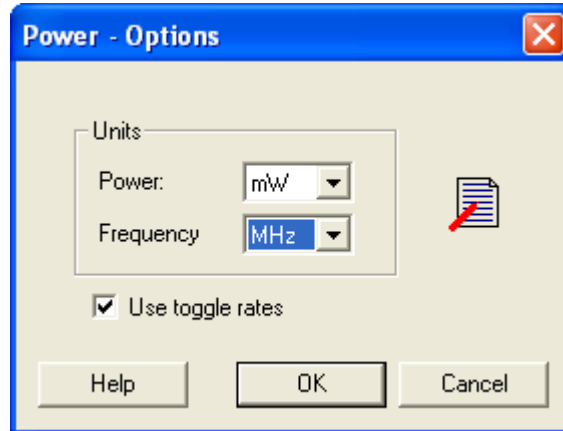 Power - Options
Units
Power: mW
Frequency MHz
Use toggle rates
Help OK Cancel